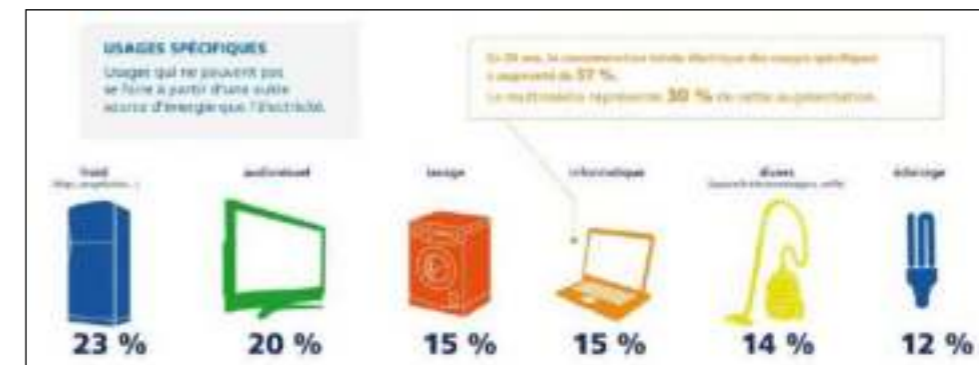 USAGES SPÉCIFIQUES
Usages qui ne peuvent pas
se faire à partir d'une autre
source d'énergie que l'électricité.
En 20 ans, la consommation totale électrique des usages spécifiques
a augmenté de 57 %.
Le multimédia représente 30 % de cette augmentation.
froid
audiovisuel
lavage
informatique
divers
éclairage
23 %
20 %
15 %
15 %
14 %
12 %